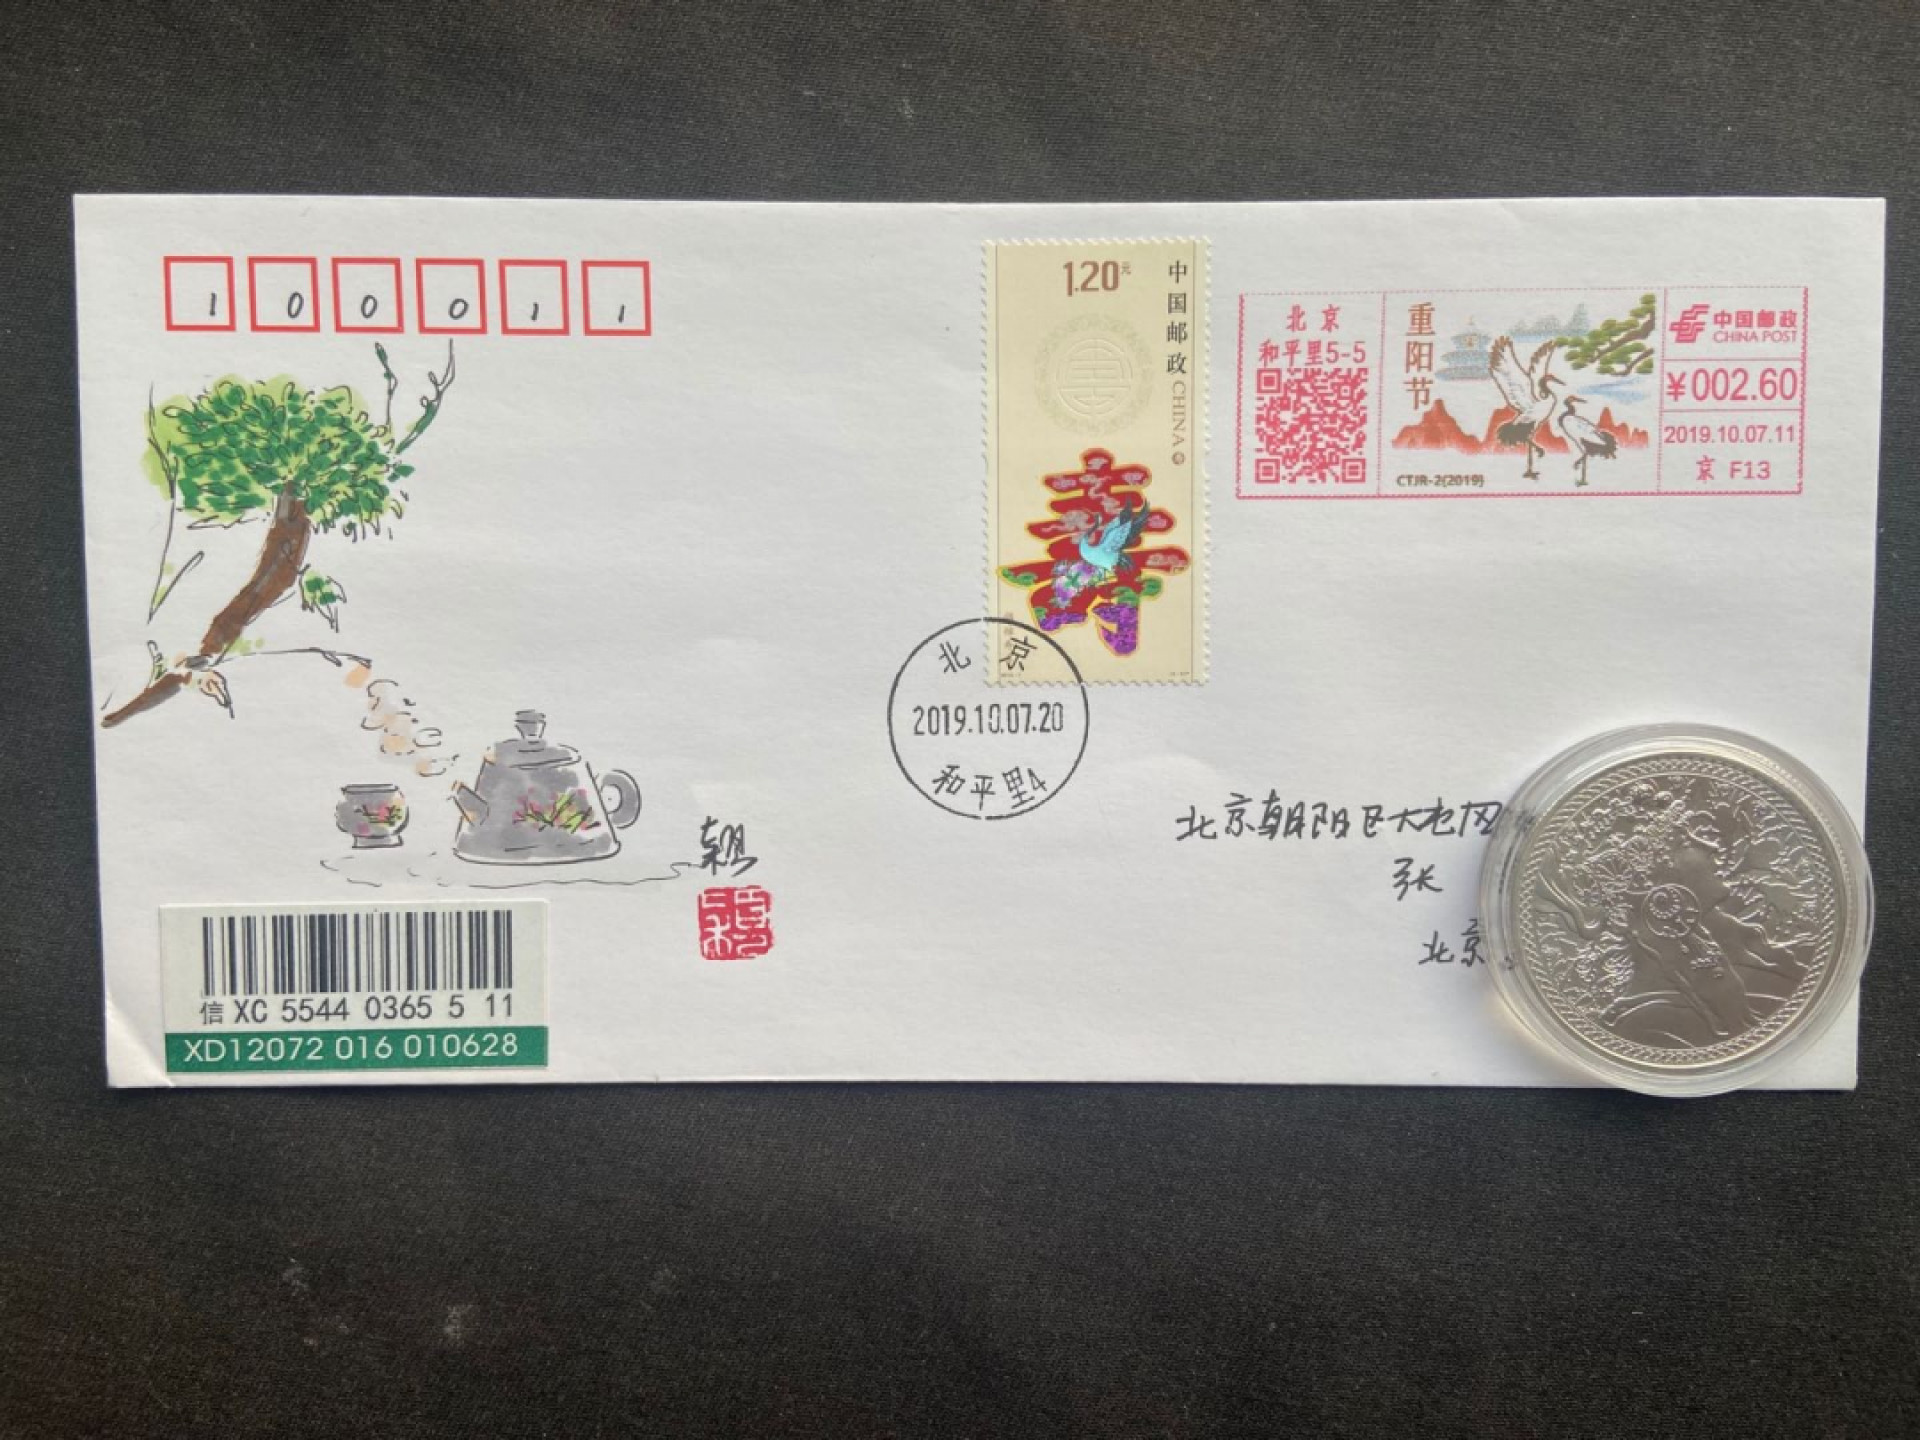 1 0 0 0 1 1
1.20元
中国邮政 CHINA
寿
北京
和平里5-5
重阳节
CTJR-2(2019)
中国邮政
CHINA POST
¥002.60
2019.10.07.11
京 F13
北京
2019.10.07.20
和平里4
北京朝阳区大屯网
张
北京
信 XC 5544 0365 5 11
XD12072 016 010628